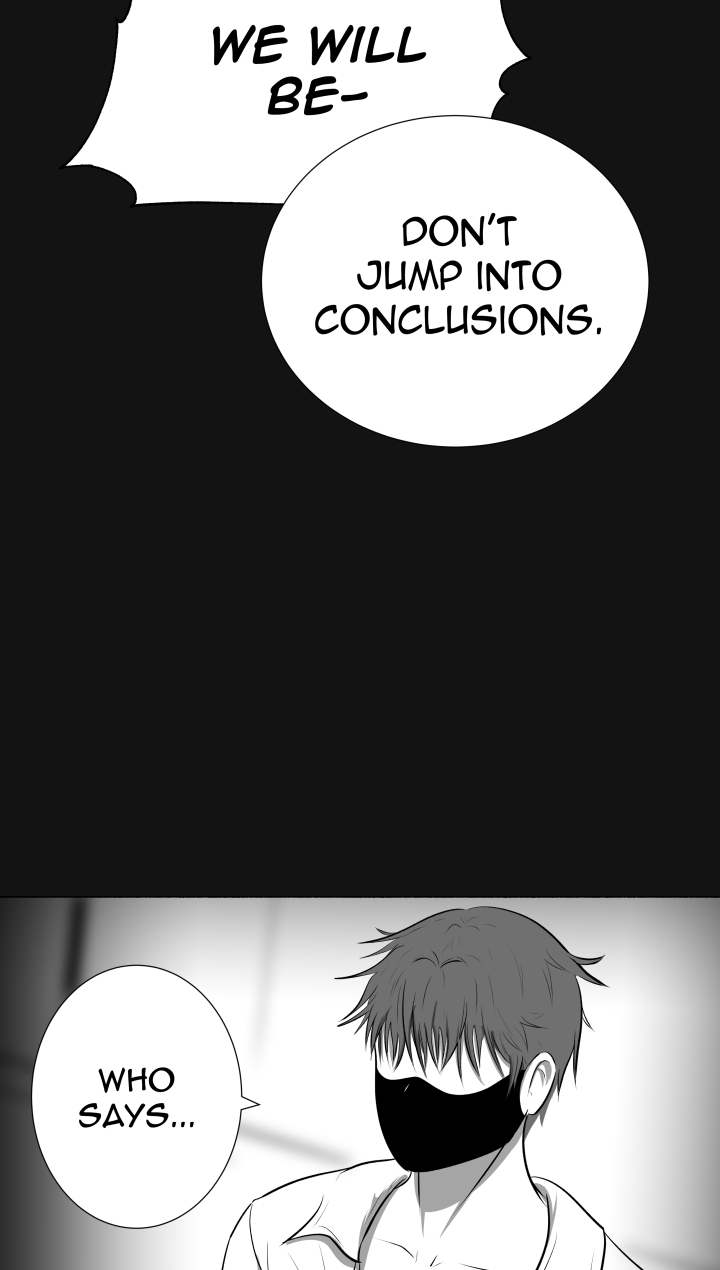 WE WILL
BE-
DON'T
JUMP INTO
CONCLUSIONS.
WHO
SAYS...